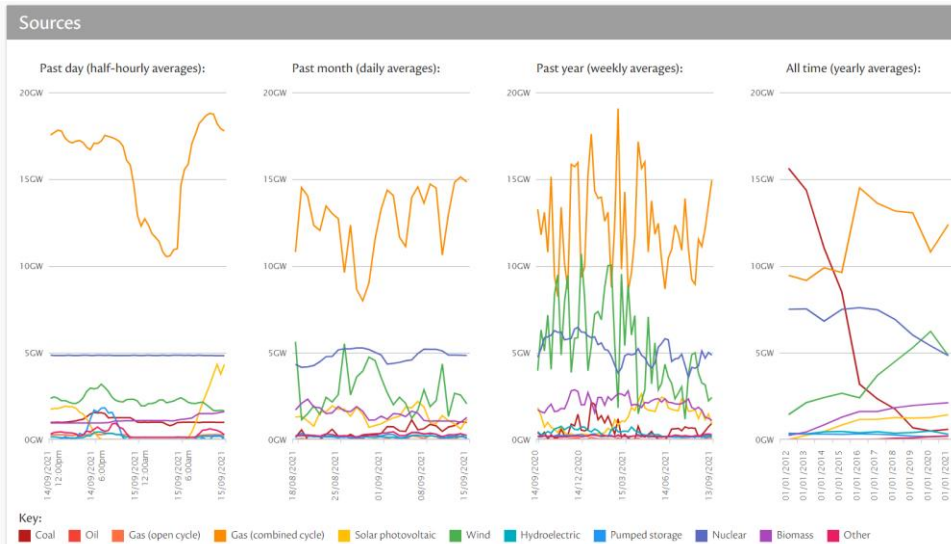 Sources
Past day (half-hourly averages):
20GW
15GW
10GW
5GW
0GW
14/09/2021
12:00pm
14/09/2021
6:00pm
15/09/2021
12:00am
15/09/2021
6:00am
15/09/2021
Past month (daily averages):
20GW
15GW
10GW
5GW
0GW
18/08/2021
25/08/2021
01/09/2021
08/09/2021
15/09/2021
Past year (weekly averages):
20GW
15GW
10GW
5GW
0GW
14/09/2020
14/12/2020
15/03/2021
14/06/2021
13/09/2021
All time (yearly averages):
20GW
15GW
10GW
5GW
0GW
01/01/2012
01/01/2013
01/01/2014
01/01/2015
01/01/2016
01/01/2017
01/01/2018
01/01/2019
01/01/2020
01/01/2021
Key:
Coal Oil Gas (open cycle) Gas (combined cycle) Solar photovoltaic Wind Hydroelectric Pumped storage Nuclear Biomass Other